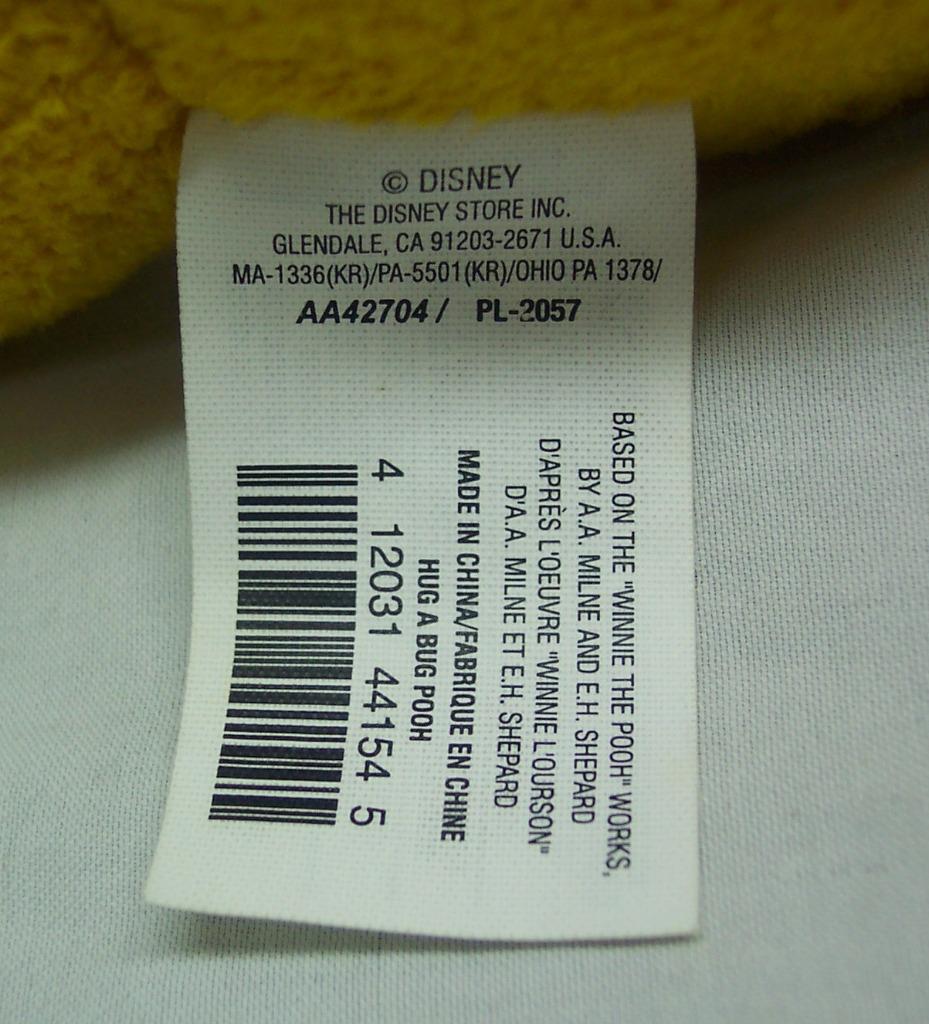 © DISNEY
THE DISNEY STORE INC.
GLENDALE, CA 91203-2671 U.S.A.
MA-1336(KR)/PA-5501(KR)/OHIO PA 1378/
AA42704 / PL-2057
BASED ON THE "WINNIE THE POOH" WORKS,
BY A.A. MILNE AND E.H. SHEPARD
D'APRÈS L'OEUVRE "WINNIE L'OURSON"
D'A.A. MILNE ET E.H. SHEPARD
MADE IN CHINA/FABRIQUE EN CHINE
HUG A BUG POOH
4 12031 44154 5